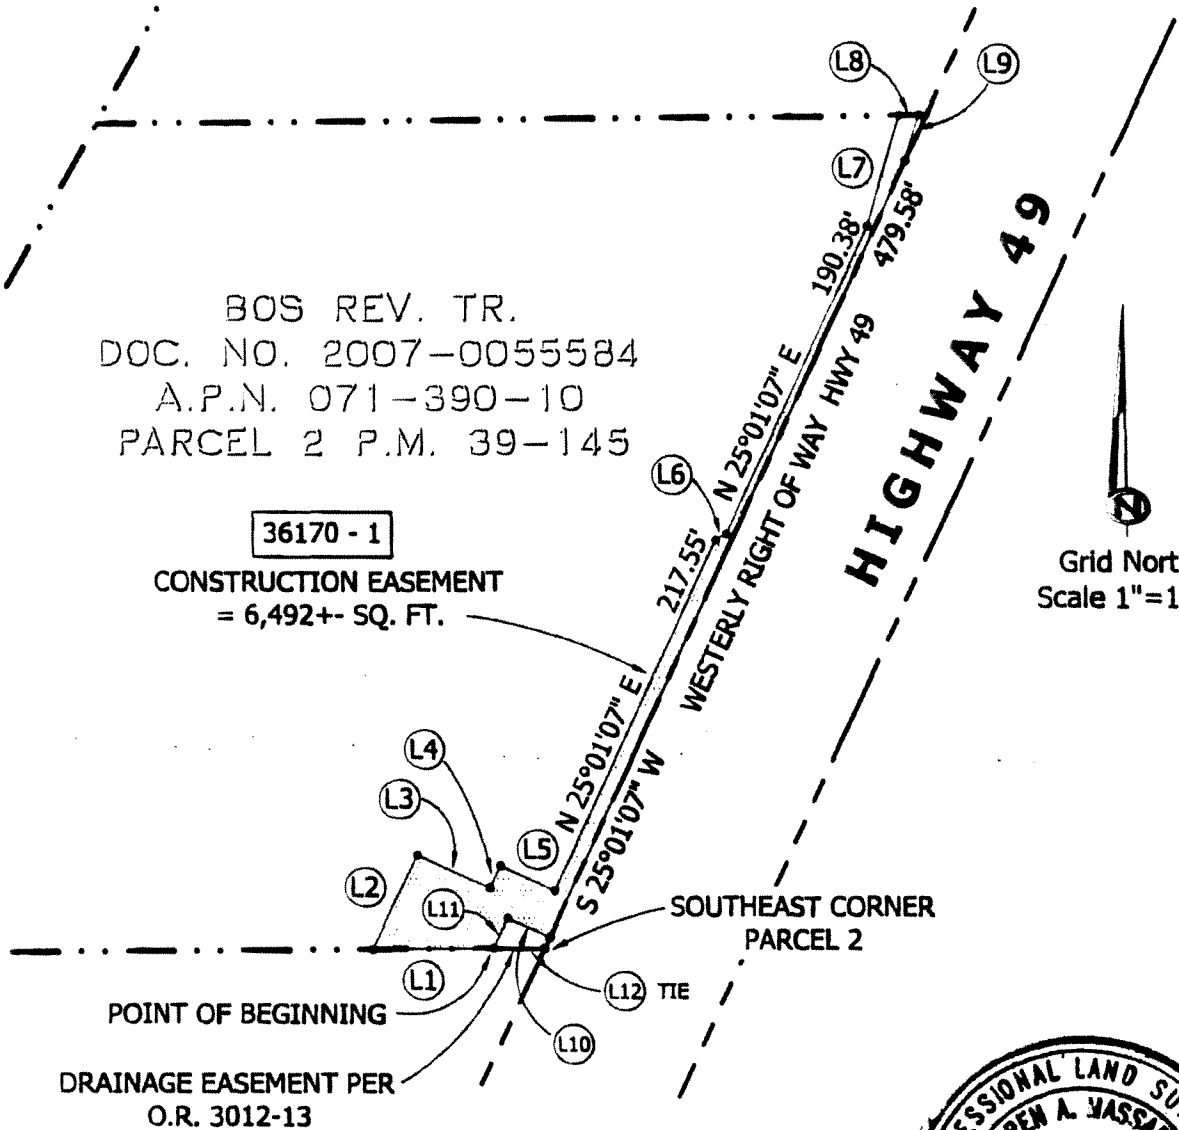 L8
L9
L7
190.38'
479.58'
HIGHWAY 49
BOS REV. TR.
DOC. NO. 2007-0055584
A.P.N. 071-390-10
PARCEL 2 P.M. 39-145
N 25°01'07" E
WESTERLY RIGHT OF WAY HWY 49
L6
36170 - 1
CONSTRUCTION EASEMENT
= 6,492+- SQ. FT.
217.55'
N
Grid Nort
Scale 1"=1
N 25°01'07" E
S 25°01'07" W
L4
L3
L5
L2
L11
SOUTHEAST CORNER
PARCEL 2
L1
L12 TIE
POINT OF BEGINNING
L10
DRAINAGE EASEMENT PER
O.R. 3012-13
ESSIONAL LAND SU
REN A. MASSA